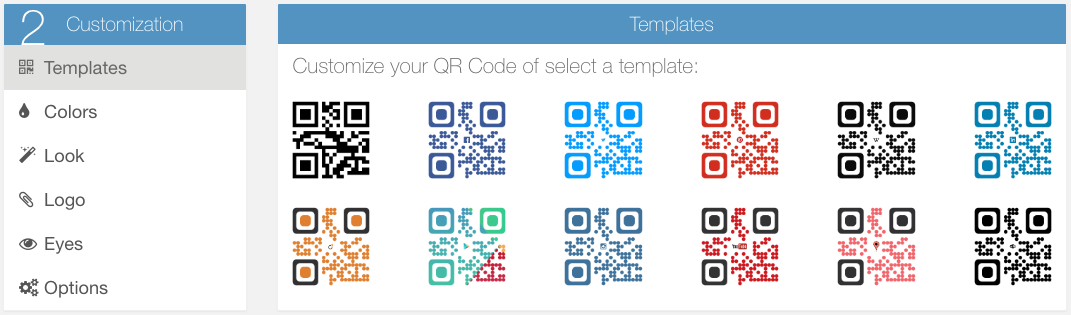 2 Customization
Templates
Colors
Look
Logo
Eyes
Options
Templates
Customize your QR Code of select a template: